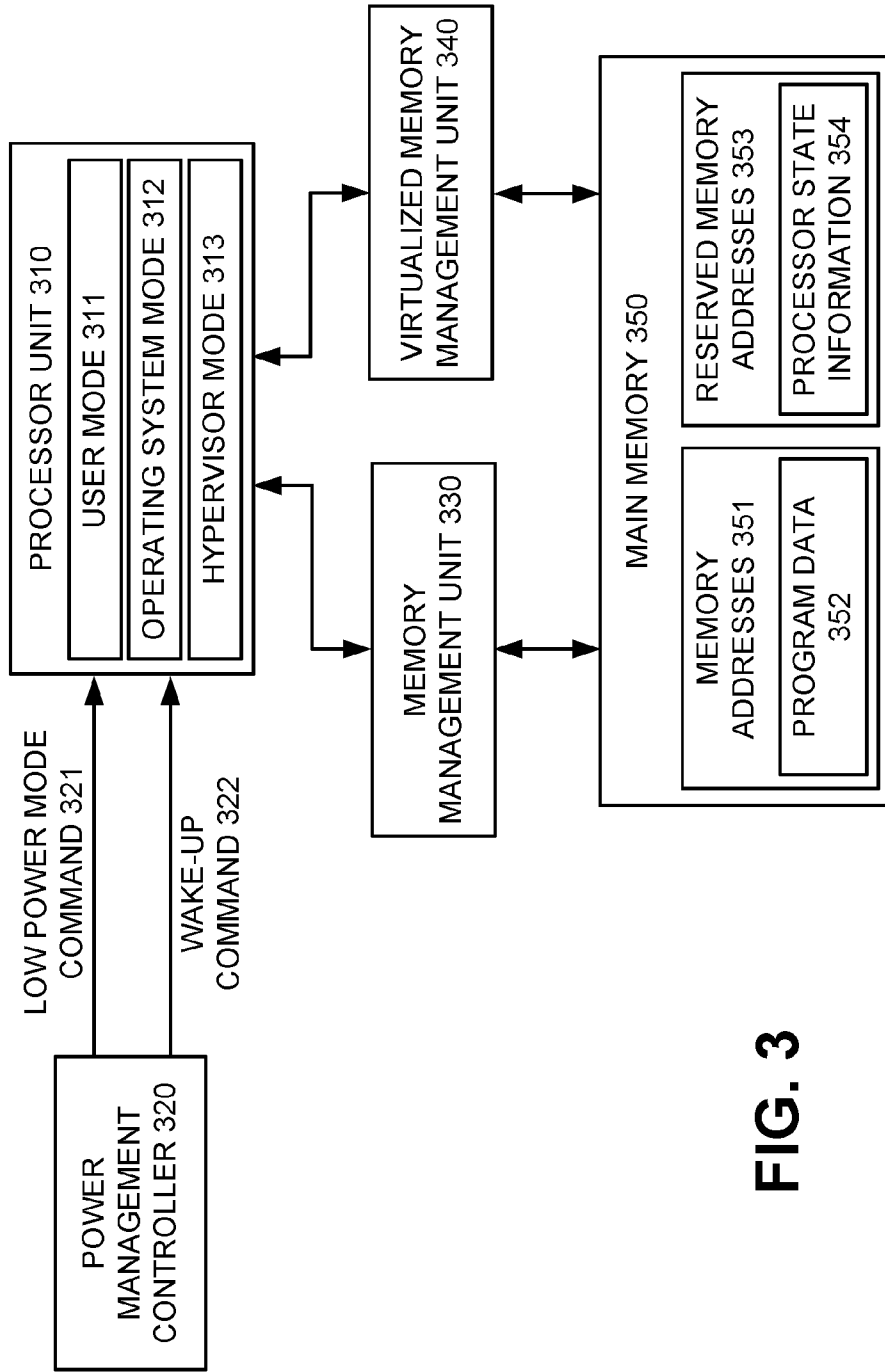 POWER
MANAGEMENT
CONTROLLER 320
LOW POWER MODE
COMMAND 321
WAKE-UP
COMMAND 322
PROCESSOR UNIT 310
USER MODE 311
OPERATING SYSTEM MODE 312
HYPERVISOR MODE 313
MEMORY
MANAGEMENT UNIT 330
VIRTUALIZED MEMORY
MANAGEMENT UNIT 340
MAIN MEMORY 350
MEMORY
ADDRESSES 351
PROGRAM DATA
352
RESERVED MEMORY
ADDRESSES 353
PROCESSOR STATE
INFORMATION 354
FIG. 3